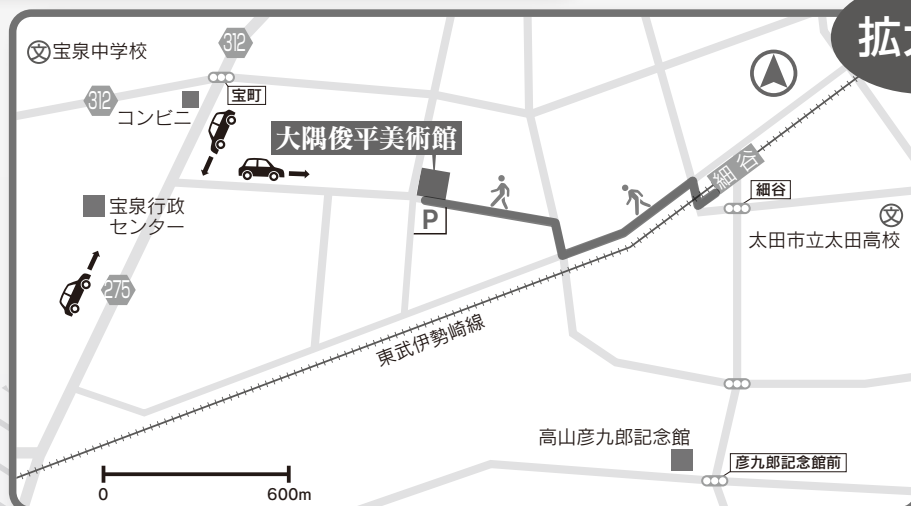 拡
312
文 宝泉中学校
312
宝町
コンビニ
大隅俊平美術館
細谷
細谷
宝泉行政
センター
P
文
太田市立太田高校
275
東武伊勢崎線
高山彦九郎記念館
彦九郎記念館前
0 600m